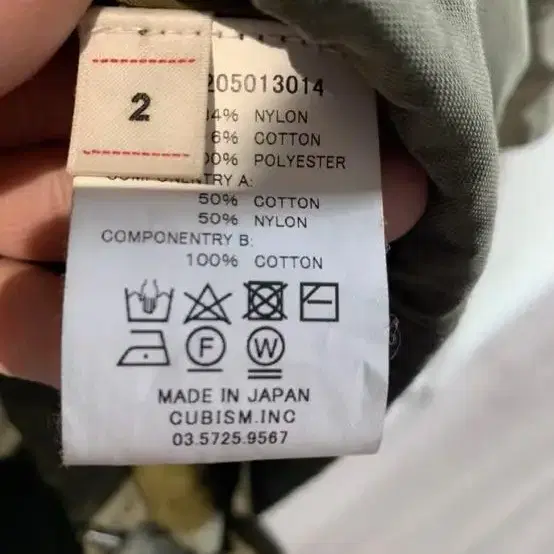 2
205013014
4% NYLON
6% COTTON
00% POLYESTER
COMPONENTRY A:
50% COTTON
50% NYLON
COMPONENTRY B:
100% COTTON
F
W
MADE IN JAPAN
CUBISM.INC
03.5725.9567